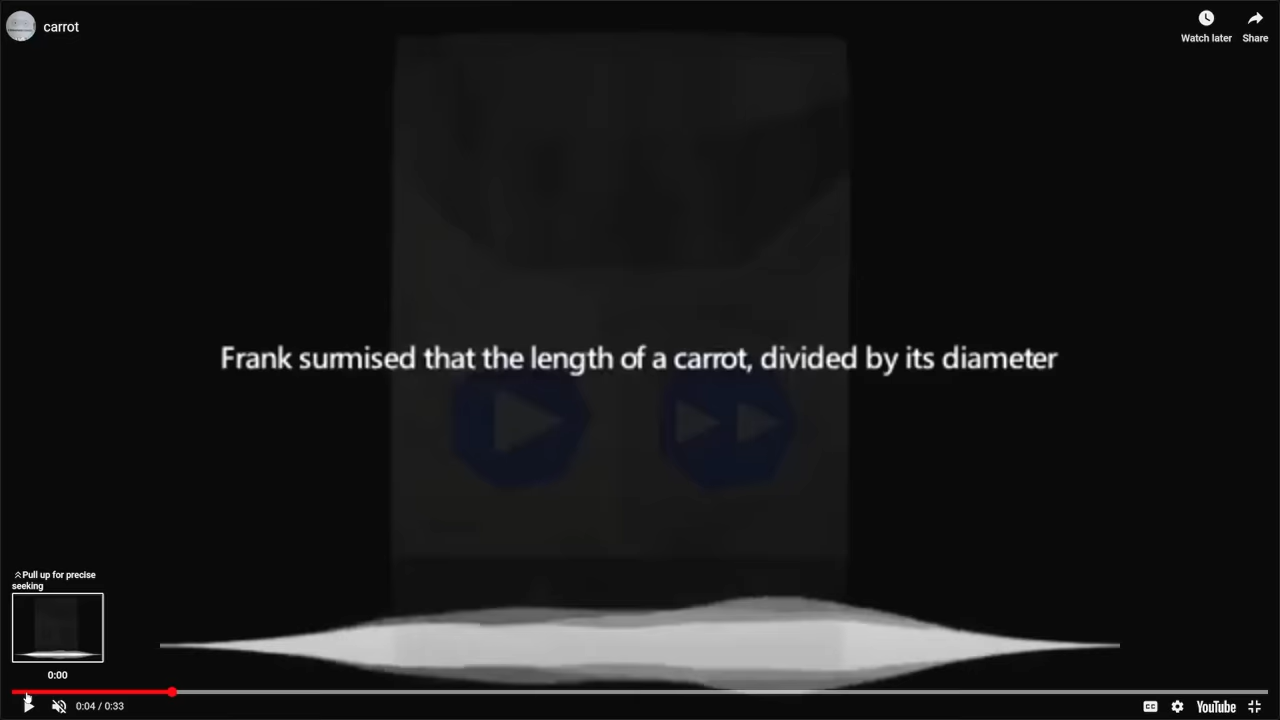 carrot
Watch later
Share
Frank surmised that the length of a carrot, divided by its diameter
Pull up for precise
seeking
0:00
0:04 / 0:33
CC
YouTube